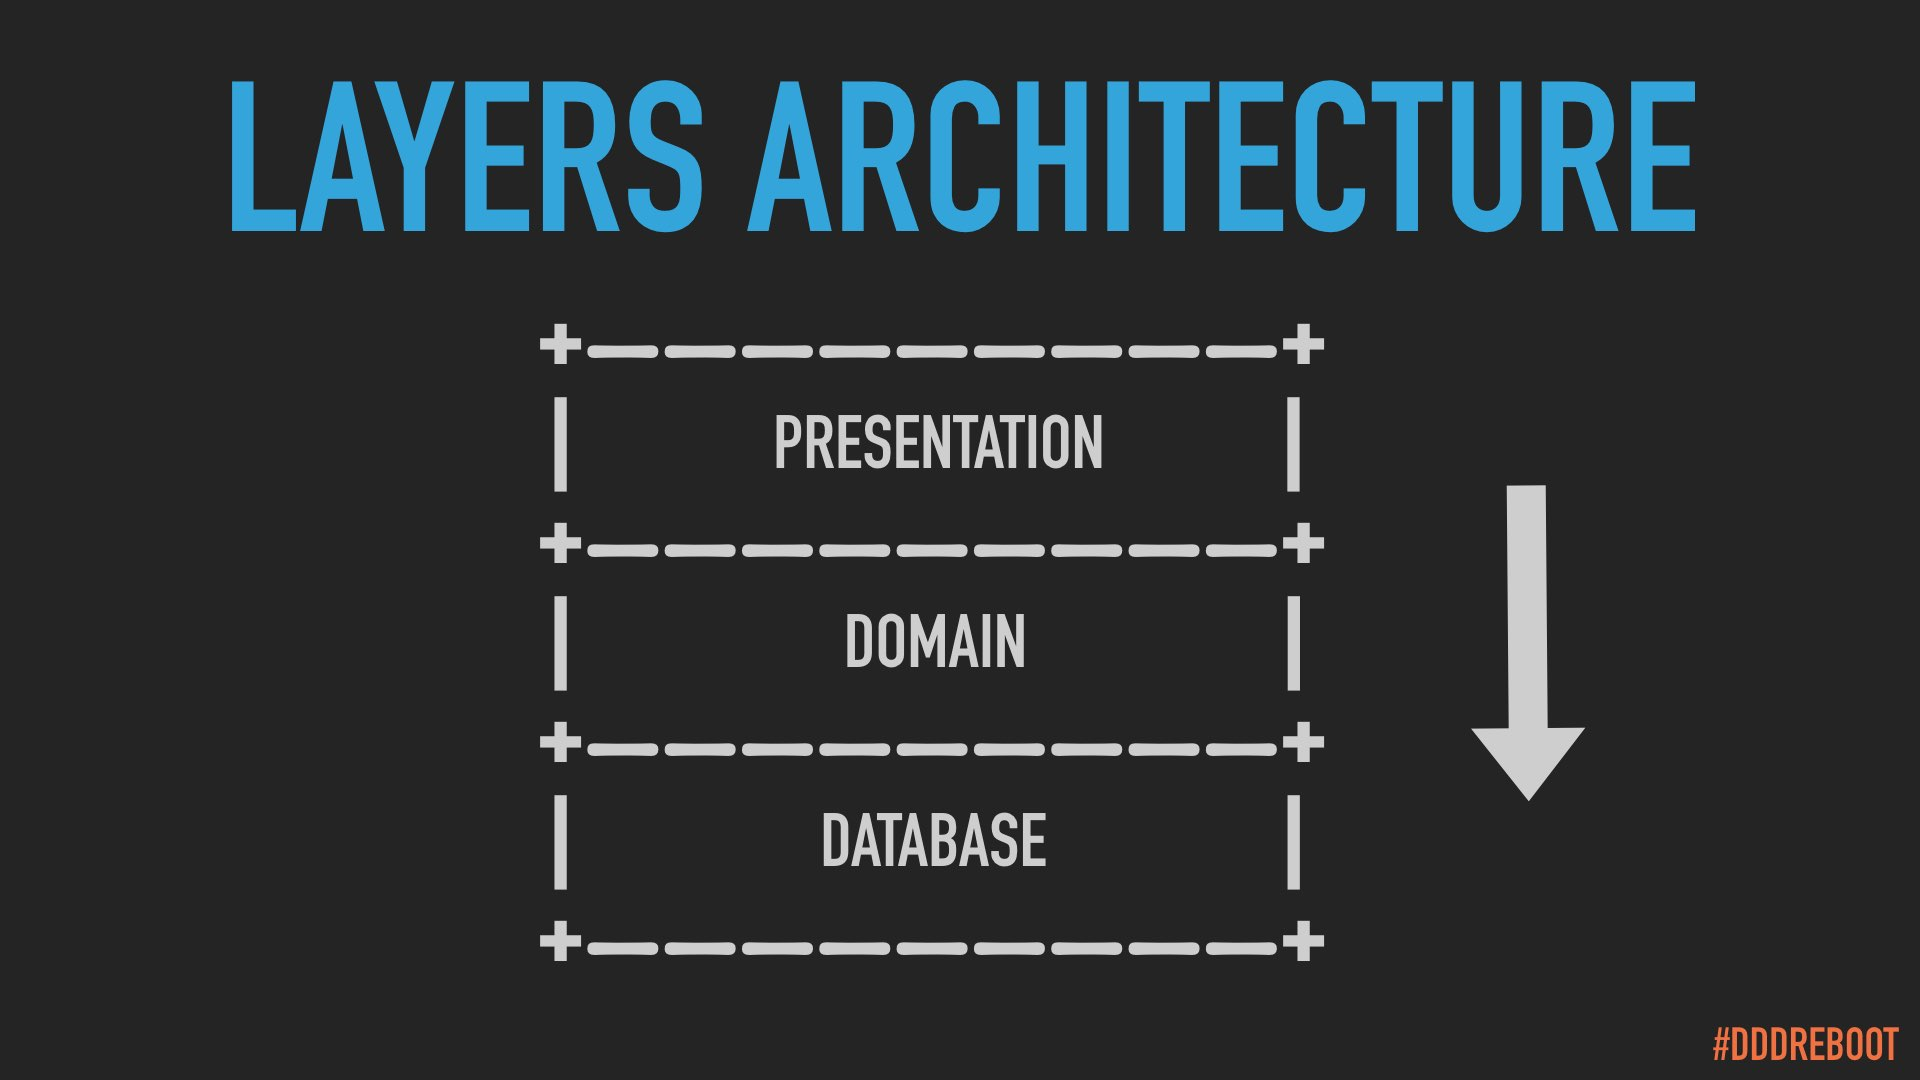 LAYERS ARCHITECTURE
+–––––––––+
| PRESENTATION |
+–––––––––+
| DOMAIN |
+–––––––––+
| DATABASE |
+–––––––––+
#DDDREBOOT